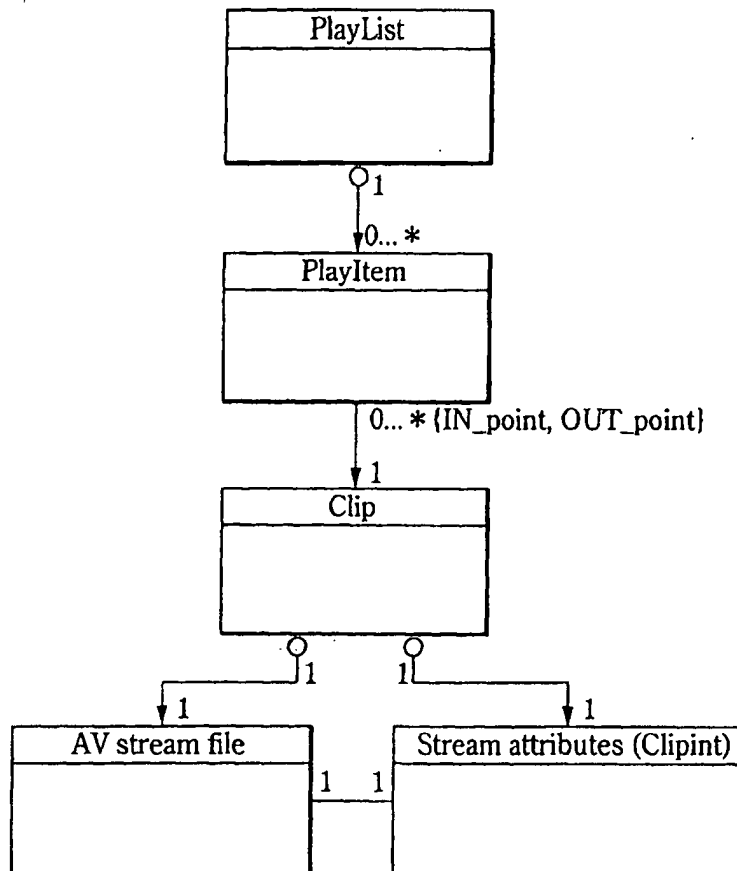 PlayList
1
0... *
PlayItem
0... * {IN_point, OUT_point}
1
Clip
1 1
1 1
AV stream file Stream attributes (Clipint)
1 1